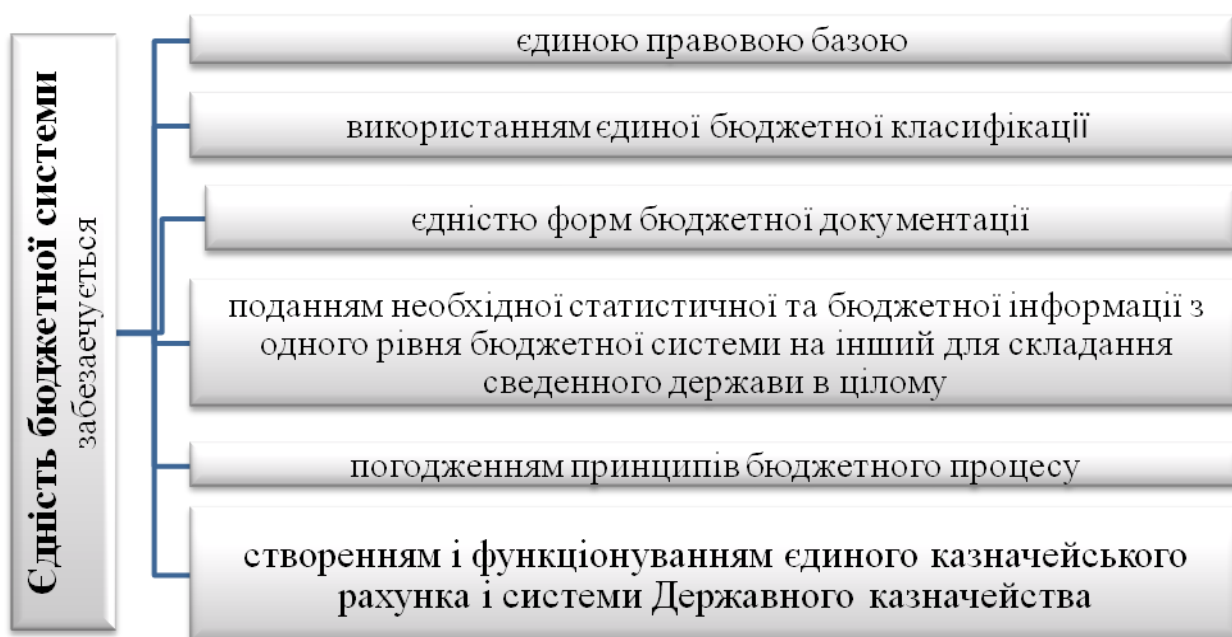 Єдність бюджетної системи
забезаечується
єдиною правовою базою
використанням єдиної бюджетної класифікації
єдністю форм бюджетної документації
поданням необхідної статистичної та бюджетної інформації з
одного рівня бюджетної системи на інший для складання
сведенного держави в цілому
погодженням принципів бюджетного процесу
створенням і функціонуванням єдиного казначейського
рахунка і системи Державного казначейства